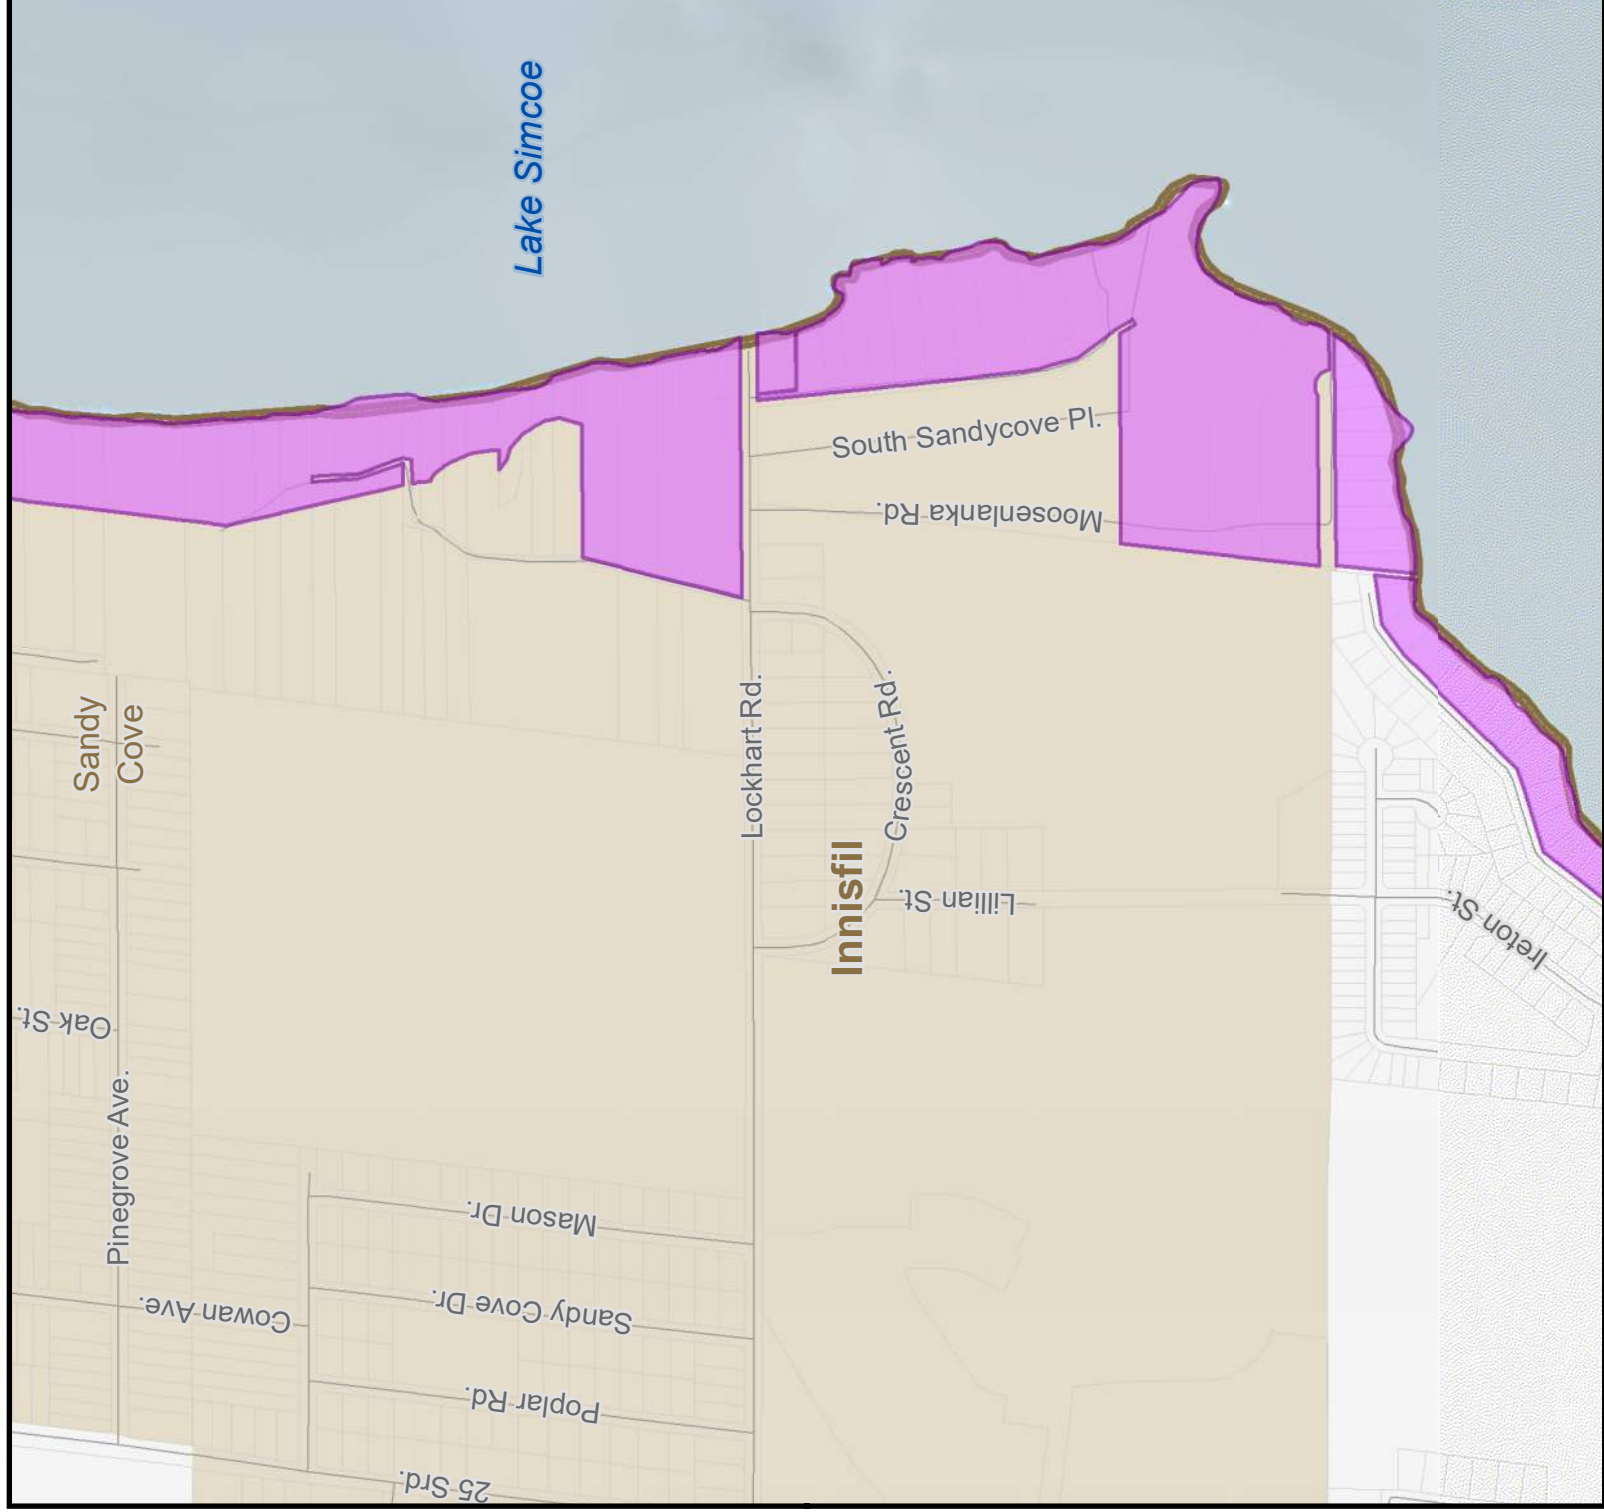 Lake Simcoe
South Sandycove Pl.
Moosenlanka Rd.
Sandy
Cove
Lockhart Rd.
Crescent Rd.
Innisfil
Lillian St.
Ireton St.
Oak St.
Pinegrove Ave.
Mason Dr.
Cowan Ave.
Sandy Cove Dr.
Poplar Rd.
25 Srd.